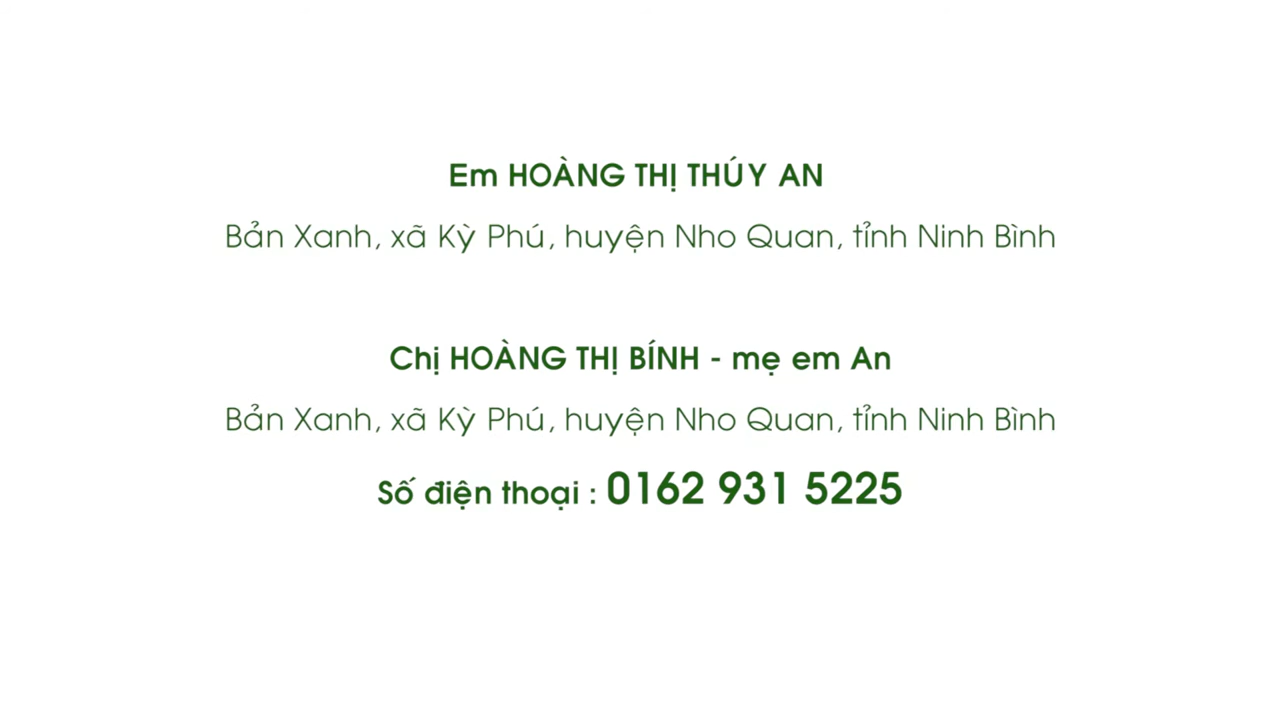 Em HOÀNG THỊ THÚY AN
Bản Xanh, xã Kỳ Phú, huyện Nho Quan, tỉnh Ninh Bình
Chị HOÀNG THỊ BÍNH - mẹ em An
Bản Xanh, xã Kỳ Phú, huyện Nho Quan, tỉnh Ninh Bình
Số điện thoại : 0162 931 5225